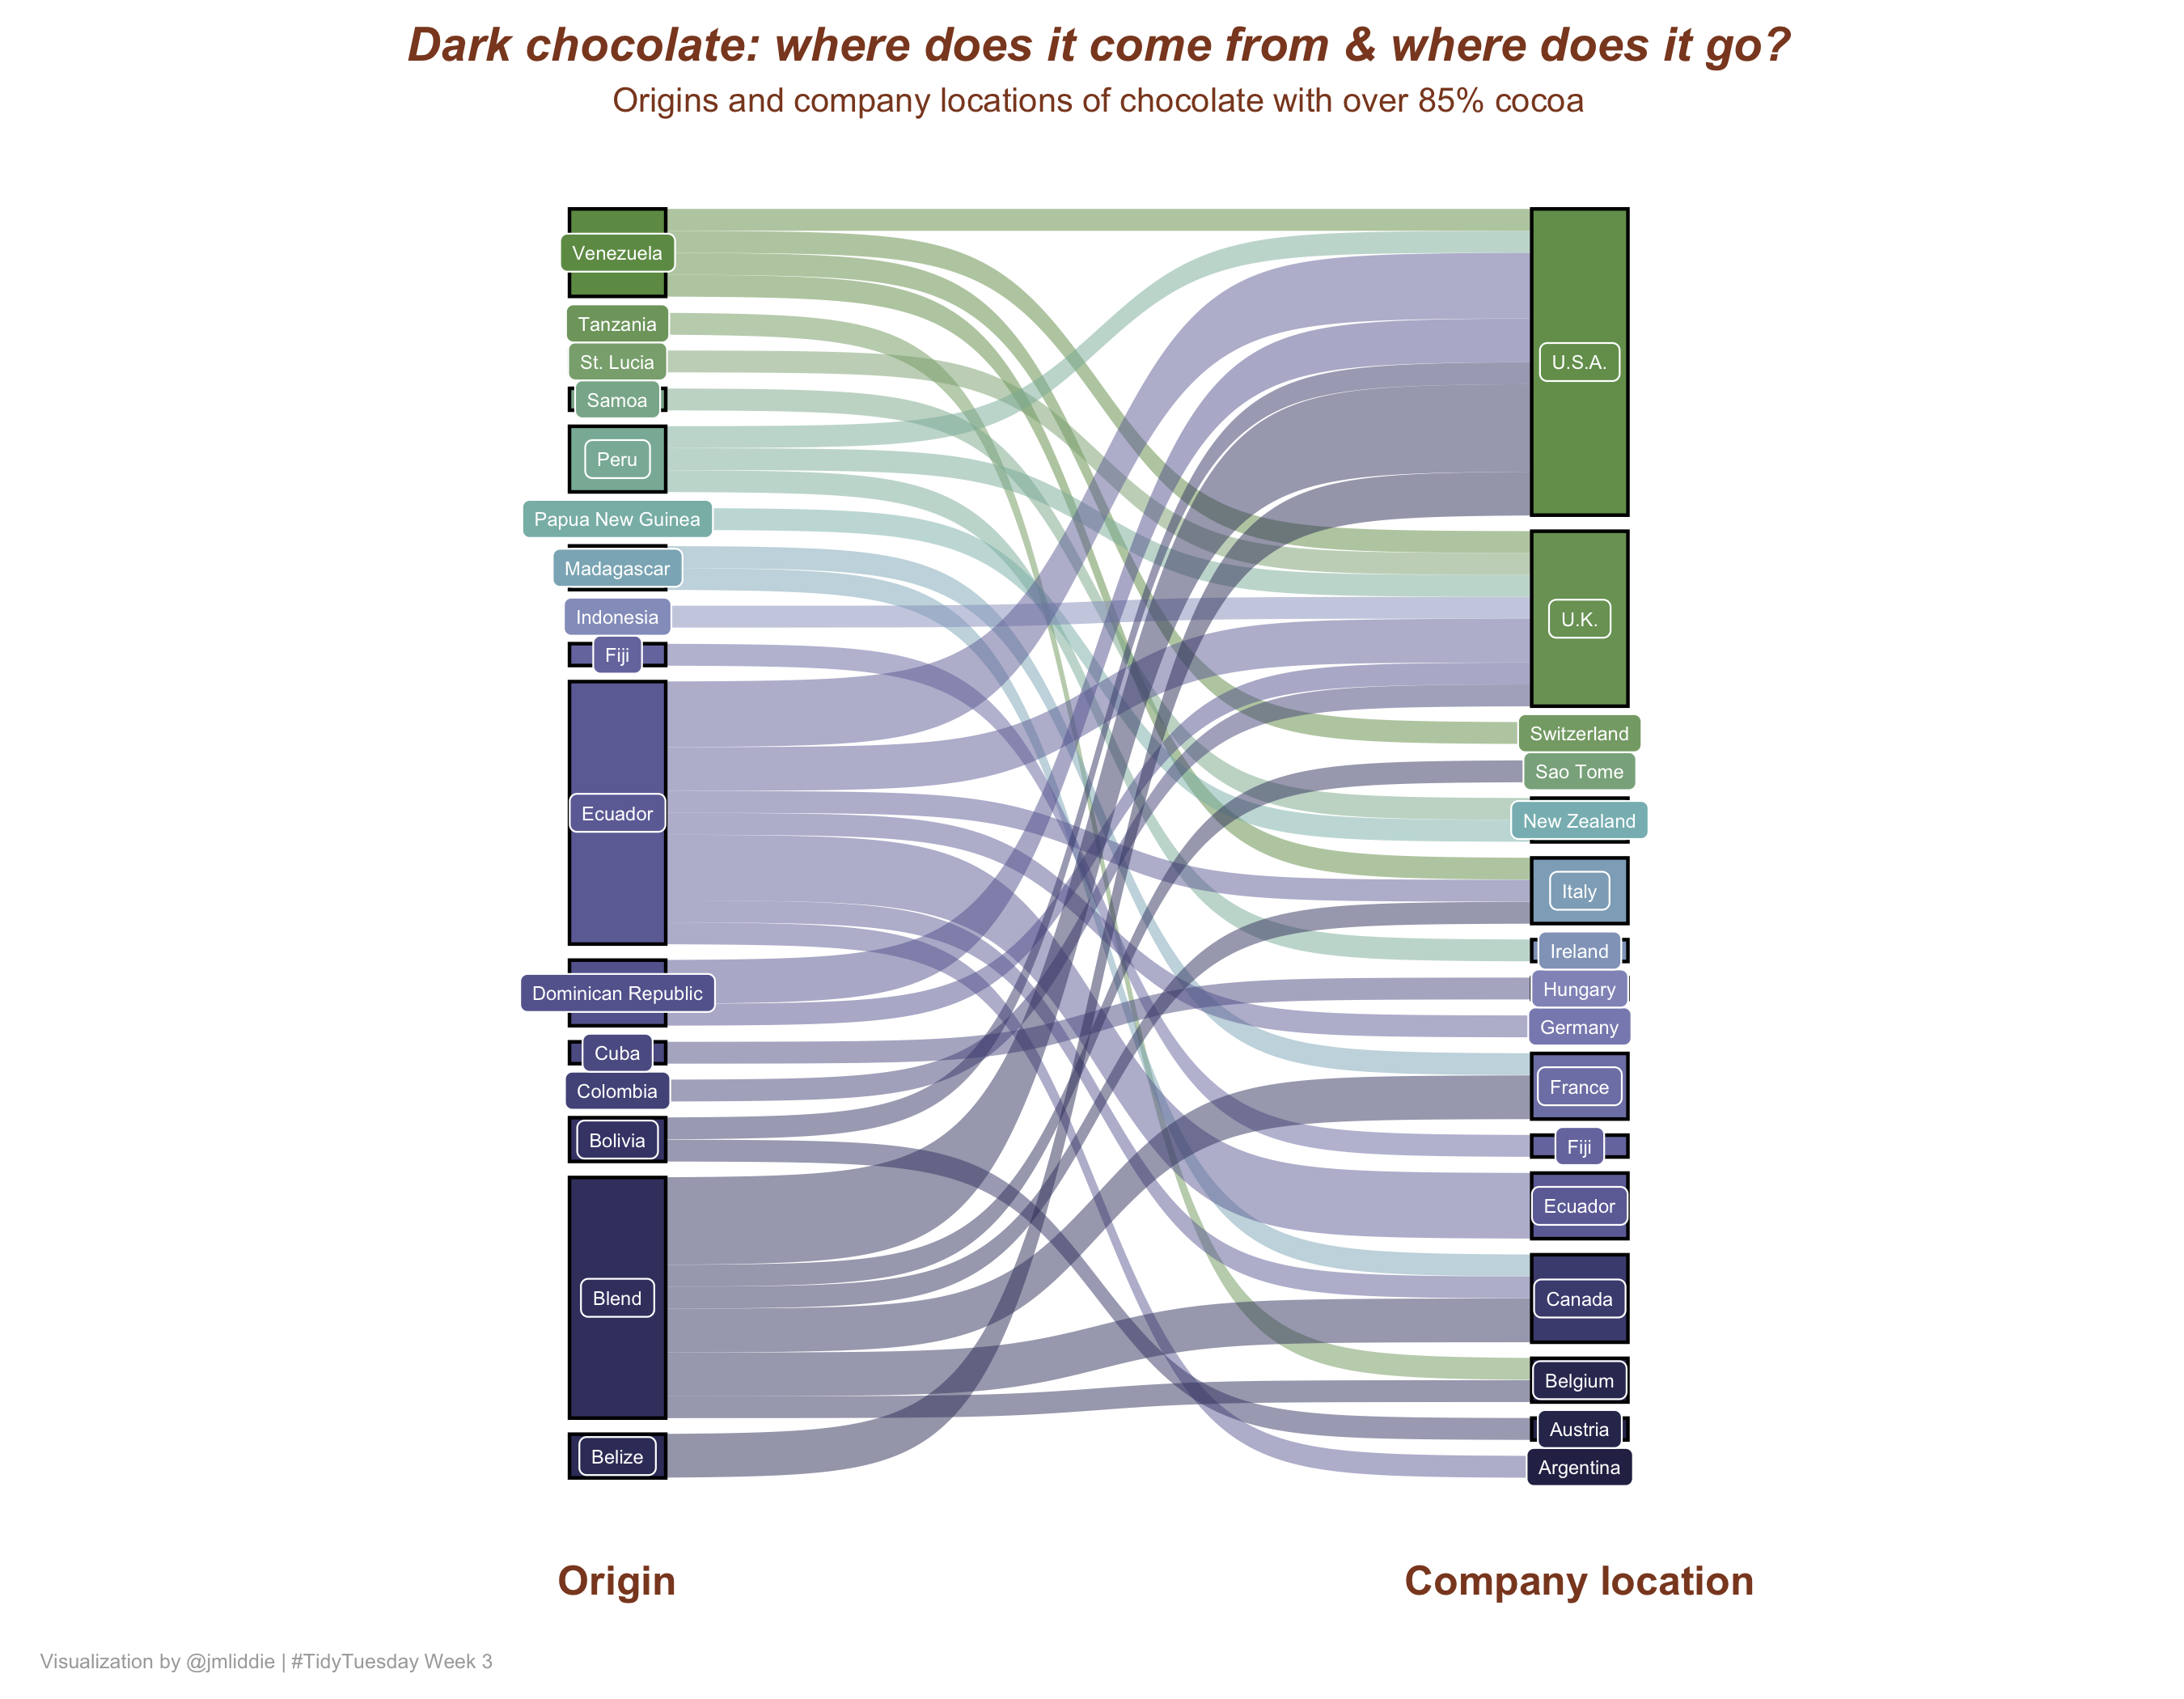 Dark chocolate: where does it come from & where does it go?
Origins and company locations of chocolate with over 85% cocoa
Venezuela
Tanzania
St. Lucia
Samoa
Peru
Papua New Guinea
Madagascar
Indonesia
Fiji
Ecuador
Dominican Republic
Cuba
Colombia
Bolivia
Blend
Belize
U.S.A.
U.K.
Switzerland
Sao Tome
New Zealand
Italy
Ireland
Hungary
Germany
France
Fiji
Ecuador
Canada
Belgium
Austria
Argentina
Origin
Company location
Visualization by @jmliddie | #TidyTuesday Week 3